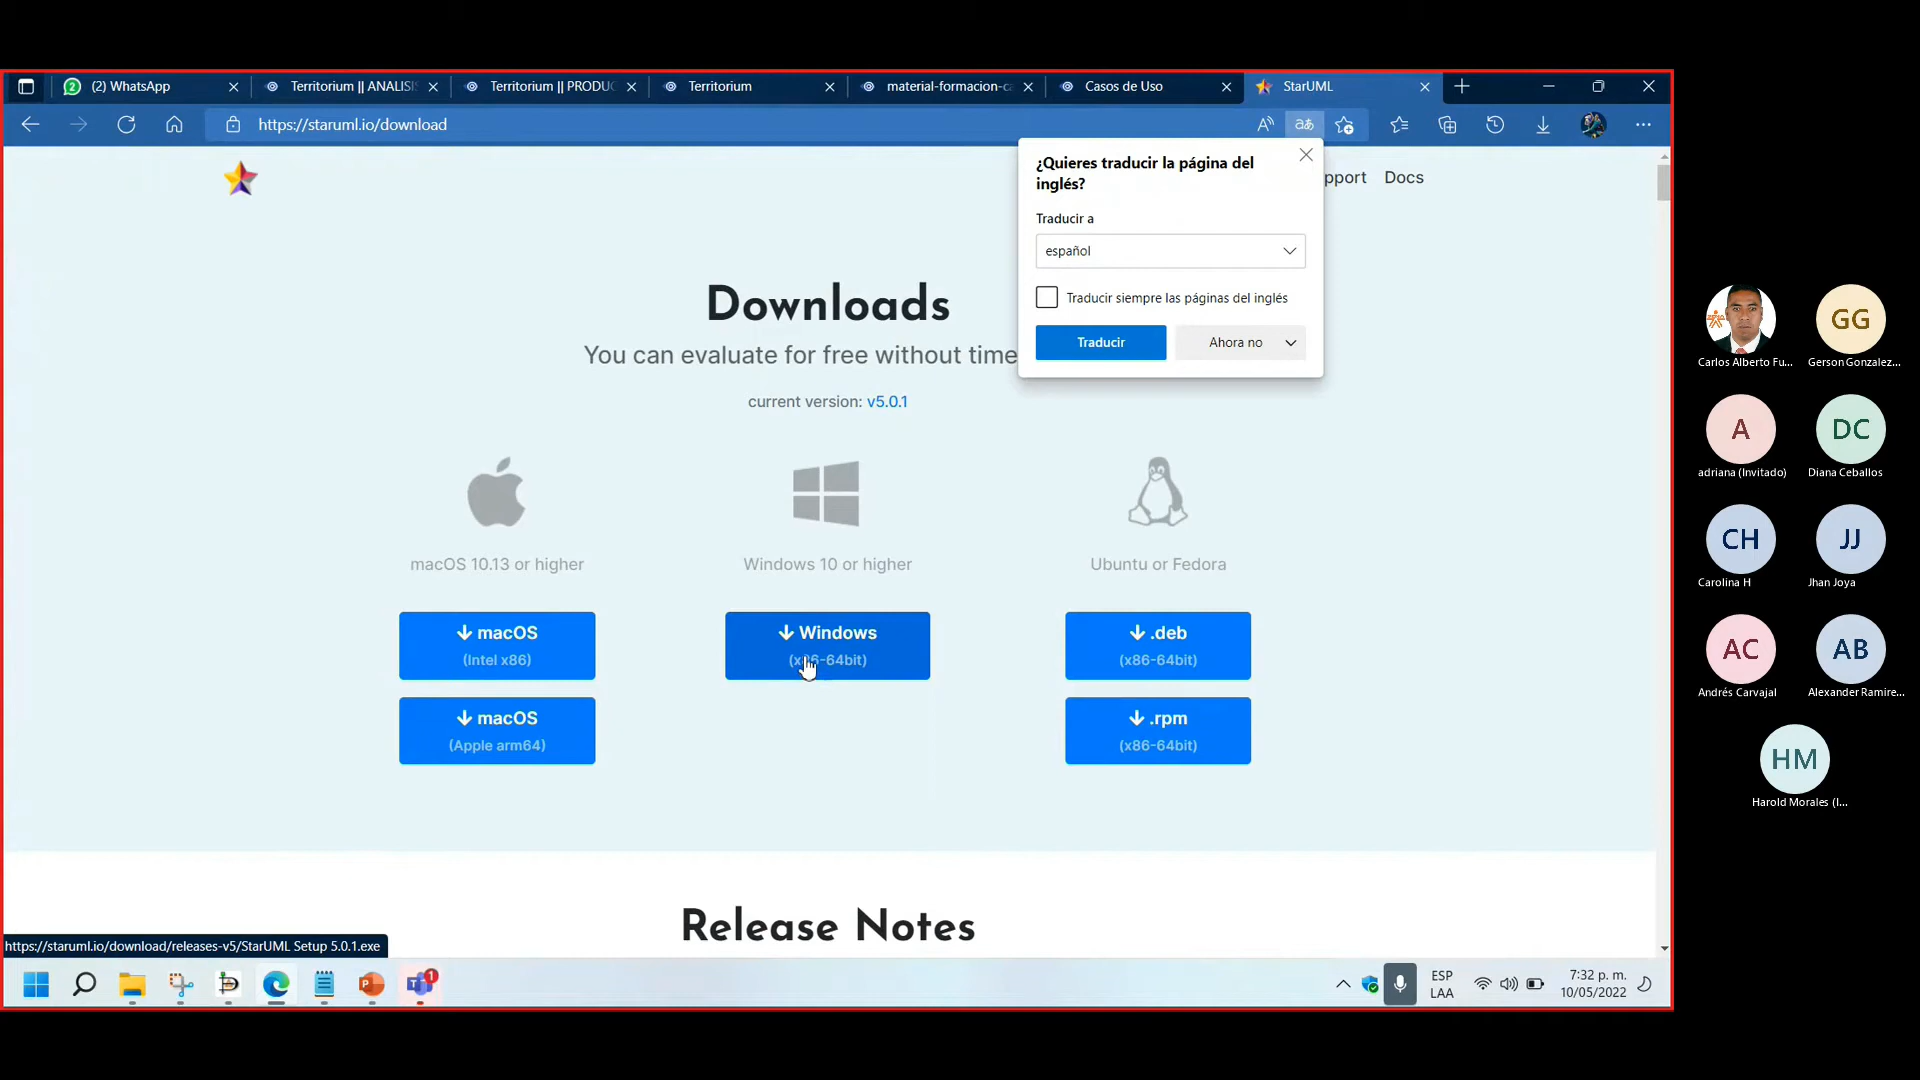 (2) WhatsApp
Territorium || ANALISI
Territorium || PRODUC
Territorium
material-formacion-ca
Casos de Uso
StarUML
https://staruml.io/download
¿Quieres traducir la página del
inglés?
Traducir a
español
Traducir siempre las páginas del inglés
Traducir
Ahora no
pport
Docs
Downloads
You can evaluate for free without time
current version: v5.0.1
macOS 10.13 or higher
Windows 10 or higher
Ubuntu or Fedora
macOS
(Intel x86)
Windows
(x86-64bit)
.deb
(x86-64bit)
macOS
(Apple arm64)
.rpm
(x86-64bit)
Release Notes
https://staruml.io/download/releases-v5/StarUML Setup 5.0.1.exe
1
ESP
LAA
7:32 p. m.
10/05/2022
Carlos Alberto Fu...
GG
Gerson Gonzalez...
A
adriana (Invitado)
DC
Diana Ceballos
CH
Carolina H
JJ
Jhan Joya
AC
Andrés Carvajal
AB
Alexander Ramire...
HM
Harold Morales (I...